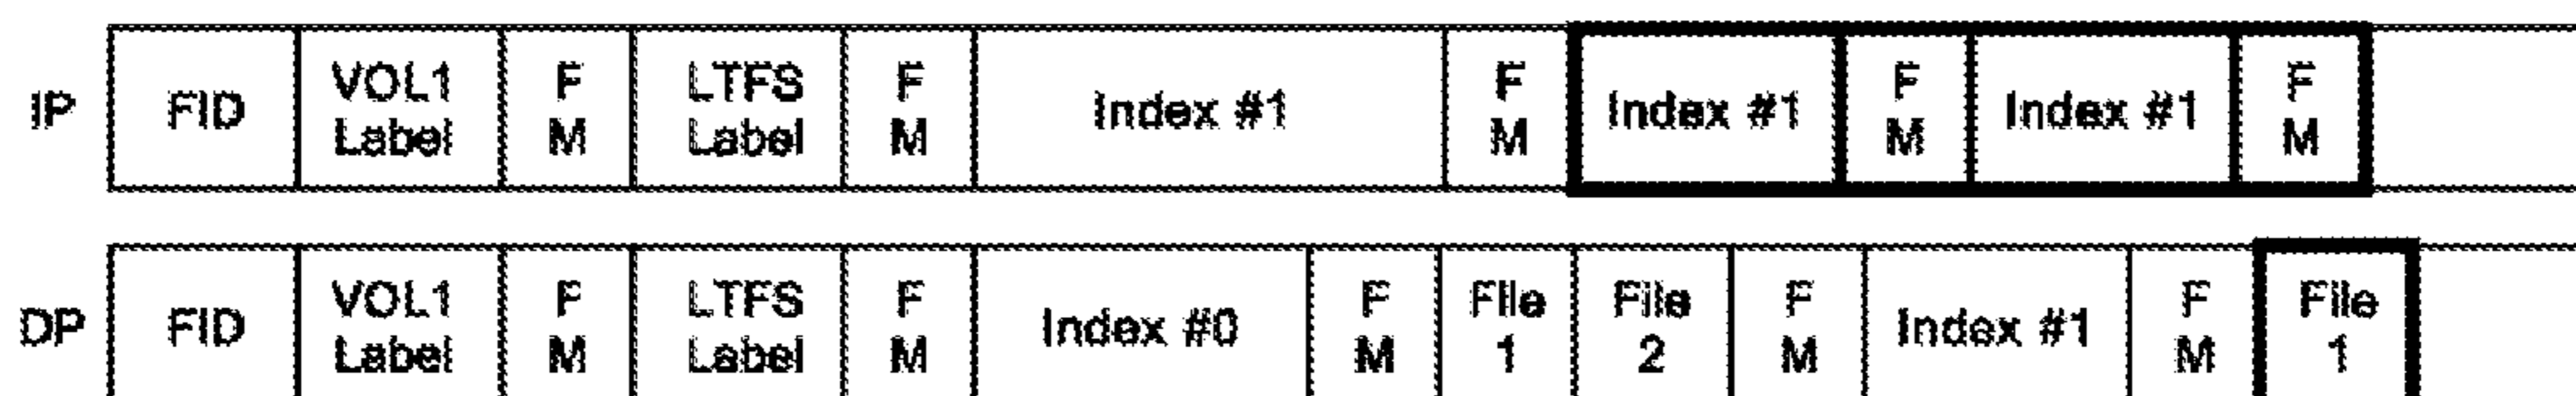 IP FID VOL1 Label F M LTFS Label F M Index #1 F M Index #1 F M Index #1 F M
DP FID VOL1 Label F M LTFS Label F M Index #0 F M File 1 File 2 F M Index #1 F M File 1